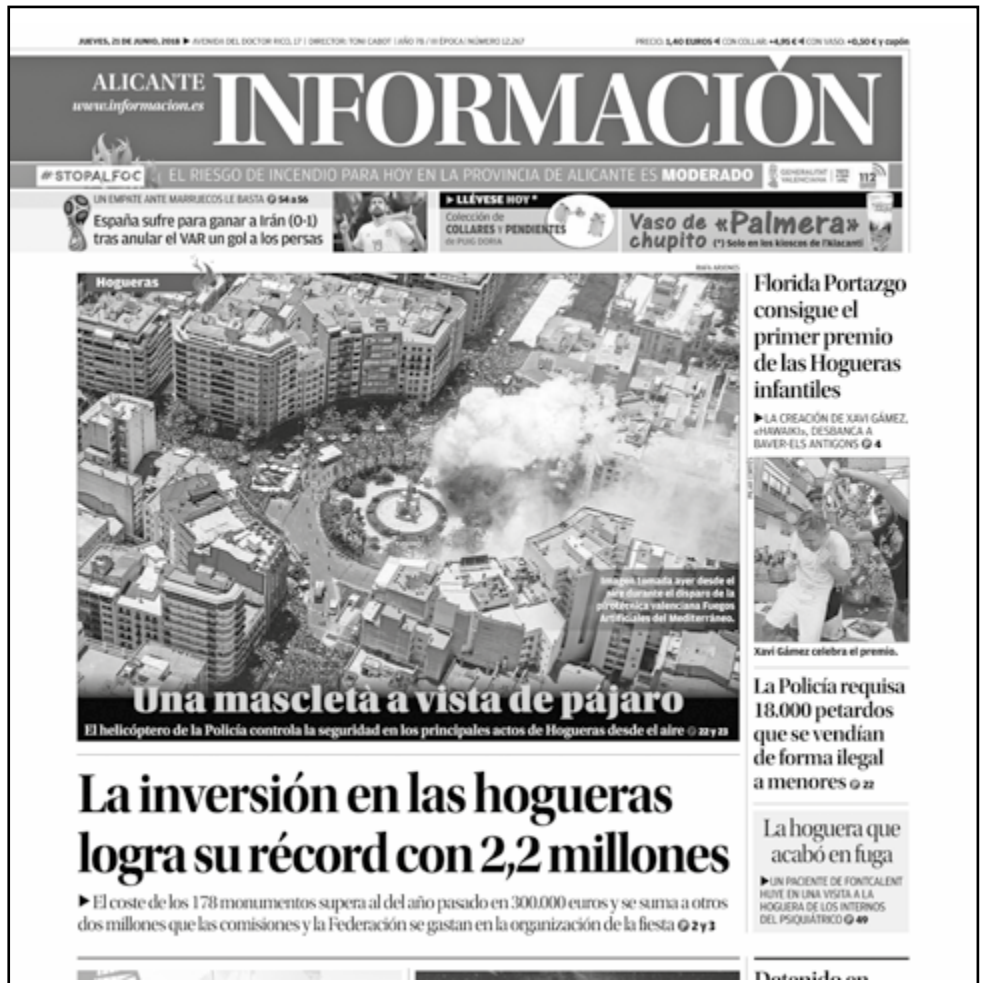 JUEVES, 21 DE JUNIO, 2018 ▶ AVENIDA DEL DOCTOR RICO, 17 | DIRECTOR: TONI CABOT | AÑO 78 / III ÉPOCA / NÚMERO 12.267
PRECIO: 1,40 EUROS CON COLLAR: +4,95 € CON VASO: +0,50 € y cupón
ALICANTE
www.informacion.es
INFORMACIÓN
#STOPALFOC
EL RIESGO DE INCENDIO PARA HOY EN LA PROVINCIA DE ALICANTE ES MODERADO
GENERALITAT
VALENCIANA
112
UN EMPATE ANTE MARRUECOS LE BASTA 54 a 56
España sufre para ganar a Irán (0-1)
tras anular el VAR un gol a los persas
▶ LLÉVESE HOY *
Colección de
COLLARES Y PENDIENTES
de PUIG DORIA
Vaso de «Palmera»
chupito (*) Solo en los kioscos de l'Alacantí
Hogueras
Imagen tomada ayer desde el
aire durante el disparo de la
pirotécnica valenciana Fuegos
Artificiales del Mediterráneo.
Una mascletà a vista de pájaro
El helicóptero de la Policía controla la seguridad en los principales actos de Hogueras desde el aire 22 y 23
La inversión en las hogueras
logra su récord con 2,2 millones
▶ El coste de los 178 monumentos supera al del año pasado en 300.000 euros y se suma a otros
dos millones que las comisiones y la Federación se gastan en la organización de la fiesta 2 y 3
Florida Portazgo
consigue el
primer premio
de las Hogueras
infantiles
▶LA CREACIÓN DE XAVI GÁMEZ,
«HAWAIKI», DESBANCA A
BAVER-ELS ANTIGONS 4
Xavi Gámez celebra el premio.
La Policía requisa
18.000 petardos
que se vendían
de forma ilegal
a menores 22
La hoguera que
acabó en fuga
▶UN PACIENTE DE FONTCALENT
HUYE EN UNA VISITA A LA
HOGUERA DE LOS INTERNOS
DEL PSIQUIÁTRICO 49
Detenido en